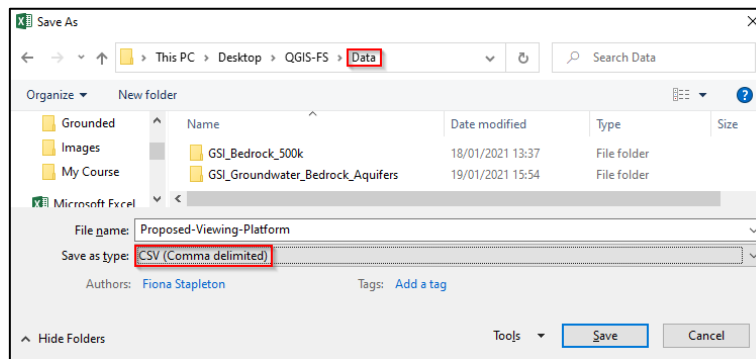 Save As
This PC > Desktop > QGIS-FS > Data
Search Data
Organize
New folder
Grounded
Images
My Course
Microsoft Excel
Name Date modified Type Size
GSI_Bedrock_500k 18/01/2021 13:37 File folder
GSI_Groundwater_Bedrock_Aquifers 19/01/2021 15:54 File folder
File name: Proposed-Viewing-Platform
Save as type: CSV (Comma delimited)
Authors: Fiona Stapleton Tags: Add a tag
Hide Folders Tools Save Cancel